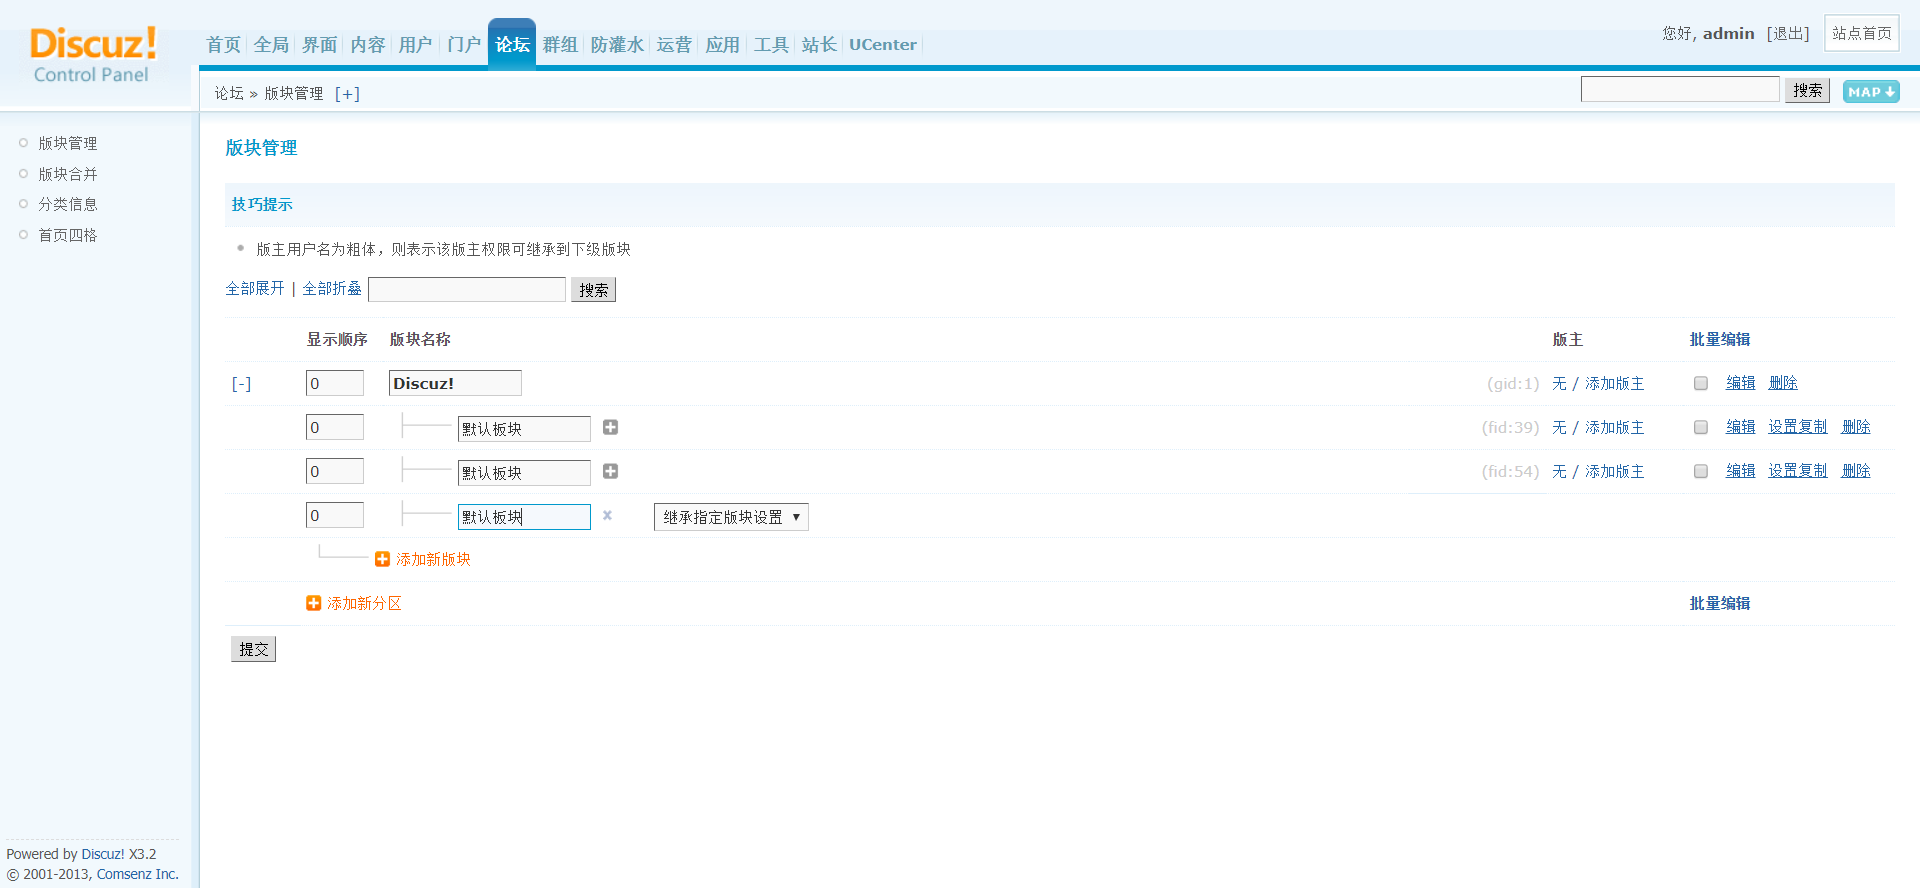 Discuz!
Control Panel
首页 全局 界面 内容 用户 门户 论坛 群组 防灌水 运营 应用 工具 站长 UCenter
您好, admin [退出] 站点首页
论坛 » 版块管理 [+]
搜索 MAP
版块管理
版块合并
分类信息
首页四格
版块管理
技巧提示
版主用户名为粗体，则表示该版主权限可继承到下级版块
全部展开 | 全部折叠 搜索
显示顺序 版块名称 版主 批量编辑
[-] 0 Discuz! (gid:1) 无 / 添加版主 编辑 删除
0 默认板块 (fid:39) 无 / 添加版主 编辑 设置复制 删除
0 默认板块 (fid:54) 无 / 添加版主 编辑 设置复制 删除
0 默认板块 x 继承指定版块设置
添加新版块
添加新分区 批量编辑
提交
Powered by Discuz! X3.2
© 2001-2013, Comsenz Inc.